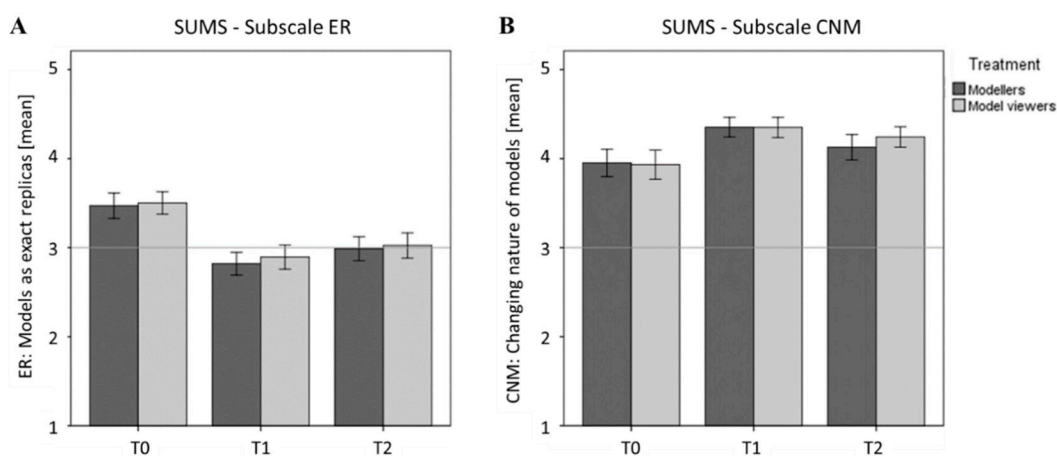 A
SUMS - Subscale ER
ER: Models as exact replicas [mean]
5
4
3
2
1
T0
T1
T2
B
SUMS - Subscale CNM
CNM: Changing nature of models [mean]
5
4
3
2
1
T0
T1
T2
Treatment
Modellers
Model viewers